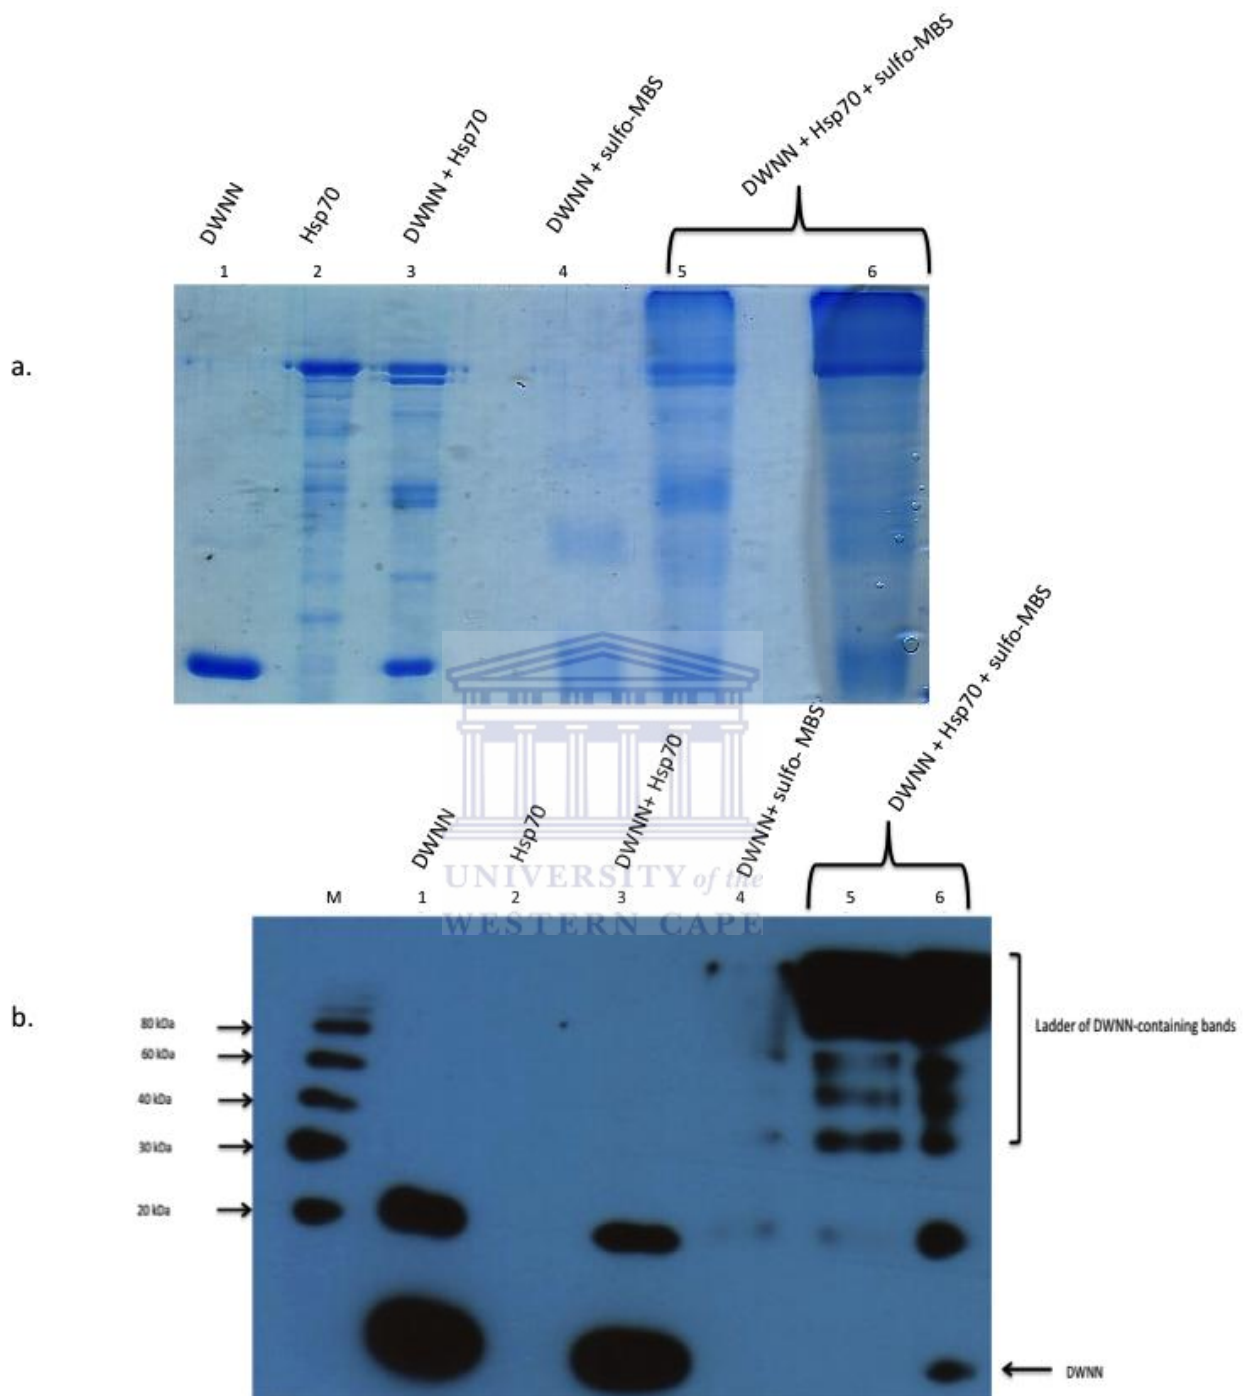 DWNN
Hsp70
DWNN + Hsp70
DWNN + sulfo-MBS
DWNN + Hsp70 + sulfo-MBS
1 2 3 4 5 6
a.
DWNN
Hsp70
DWNN+ Hsp70
DWNN+ sulfo- MBS
DWNN + Hsp70 + sulfo-MBS
UNIVERSITY of the
M 1 2 3 4 5 6
WESTERN CAPE
b.
80 kDa
60 kDa
40 kDa
30 kDa
20 kDa
Ladder of DWNN-containing bands
DWNN